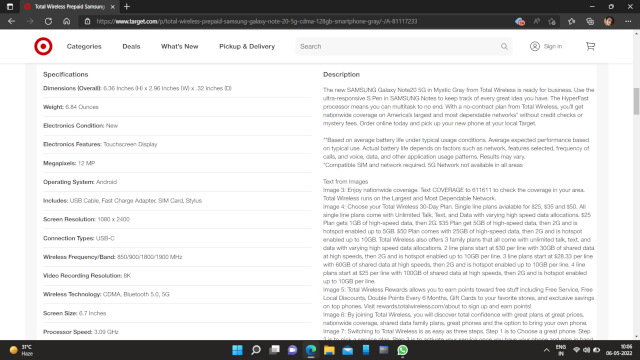 Total Wireless Prepaid Samsung
https://www.target.com/p/total-wireless-prepaid-samsung-galaxy-note-20-5g-cdma-128gb-smartphone-gray/-/A-81117233
Categories Deals What's New Pickup & Delivery Search Sign in
Specifications
Dimensions (Overall): 6.36 Inches (H) x 2.96 Inches (W) x .32 Inches (D)
Weight: 6.84 Ounces
Electronics Condition: New
Electronics Features: Touchscreen Display
Megapixels: 12 MP
Operating System: Android
Includes: USB Cable, Fast Charge Adapter, SIM Card, Stylus
Screen Resolution: 1080 x 2400
Connection Types: USB-C
Wireless Frequency/Band: 850/900/1800/1900 MHz
Video Recording Resolution: 8K
Wireless Technology: CDMA, Bluetooth 5.0, 5G
Screen Size: 6.7 Inches
Processor Speed: 3.09 GHz
Description
The new SAMSUNG Galaxy Note20 5G in Mystic Gray from Total Wireless is ready for business. Use the
ultra-responsive S Pen in SAMSUNG Notes to keep track of every great idea you have. The HyperFast
processor means you can multitask to no end. With a no-contract plan from Total Wireless, you'll get
nationwide coverage on America's largest and most dependable networks* without credit checks or
mystery fees. Order online today and pick up your new phone at your local Target.
**Based on average battery life under typical usage conditions. Average expected performance based
on typical use. Actual battery life depends on factors such as network, features selected, frequency of
calls, and voice, data, and other application usage patterns. Results may vary.
*Compatible SIM and network required. 5G Network not available in all areas
Text from Images
Image 3: Enjoy nationwide coverage. Text COVERAGE to 611611 to check the coverage in your area.
Total Wireless runs on the Largest and Most Dependable Network.
Image 4: Choose your Total Wireless 30-Day Plan. Single line plans avialable for $25, $35 and $50. All
single line plans come with Unlimited Talk, Text, and Data with varying high speed data allocations. $25
Plan gets 1GB of high-speed data, then 2G. $35 Plan get 5GB of high-speed data, then 2G and is
hotspot enabled up to 5GB. $50 Plan comes with 25GB of high-speed data, then 2G and is hotspot
enabled up to 10GB. Total Wireless also offers 3 family plans that all come with unlimited talk, text, and
data with varying high speed data allocations. 2 line plans start at $30 per line with 30GB of shared data
at high speeds, then 2G and is hotspot enabled up to 10GB per line. 3 line plans start at $28.33 per line
with 60GB of shared data at high speeds, then 2G and is hotspot enabled up to 10GB per line. 4 line
plans start at $25 per line with 100GB of shared data at high speeds, then 2G and is hotspot enabled
up to 10GB per line.
Image 5: Total Wireless Rewards allows you to earn points toward free stuff including Free Service, Free
Local Discounts, Double Points Every 6 Months, Gift Cards to your favorite stores, and exclusive savings
on top phones. Visit rewards.totalwireless.com/about to sign up and earn points!
Image 6: By joining Total Wireless, you will discover total confidence with great plans at great prices,
nationwide coverage, shared data family plans, great phones and the option to bring your own phone
Image 7: Switching to Total Wireless is as easy as three steps. Step 1 is to Choose a great phone. Step
31°C
Haze
ENG
IN
10:06
06-05-2022